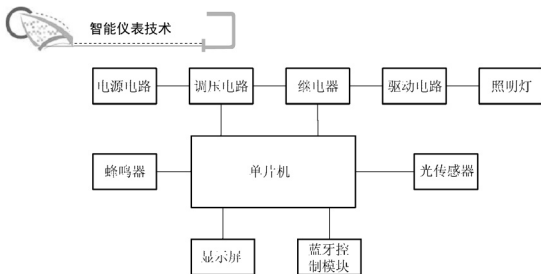 智能仪表技术
电源电路
调压电路
继电器
驱动电路
照明灯
蜂鸣器
单片机
光传感器
显示屏
蓝牙控
制模块